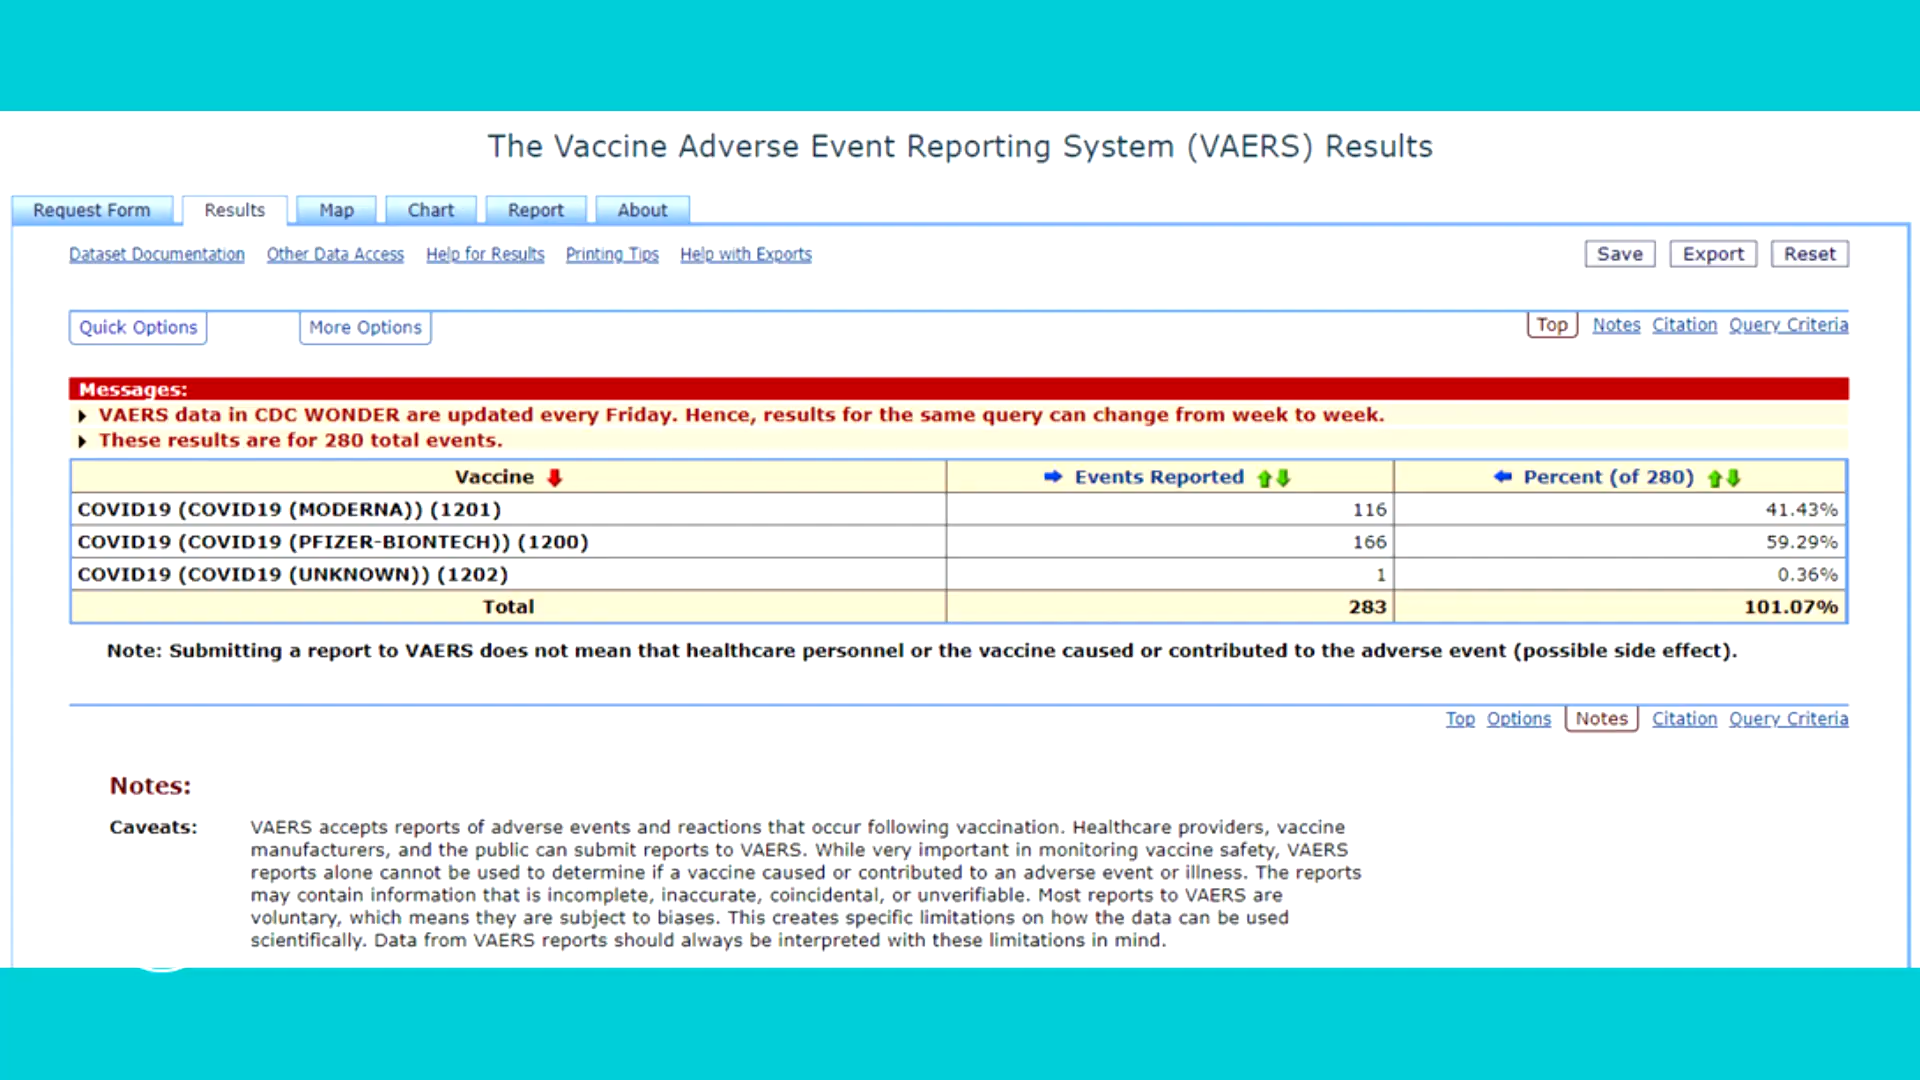 The Vaccine Adverse Event Reporting System (VAERS) Results
Request Form Results Map Chart Report About
Dataset Documentation Other Data Access Help for Results Printing Tips Help with Exports Save Export Reset
Quick Options More Options Top Notes Citation Query Criteria
Messages:
VAERS data in CDC WONDER are updated every Friday. Hence, results for the same query can change from week to week.
These results are for 280 total events.
Vaccine Events Reported Percent (of 280)
COVID19 (COVID19 (MODERNA)) (1201) 116 41.43%
COVID19 (COVID19 (PFIZER-BIONTECH)) (1200) 166 59.29%
COVID19 (COVID19 (UNKNOWN)) (1202) 1 0.36%
Total 283 101.07%
Note: Submitting a report to VAERS does not mean that healthcare personnel or the vaccine caused or contributed to the adverse event (possible side effect).
Top Options Notes Citation Query Criteria
Notes:
Caveats: VAERS accepts reports of adverse events and reactions that occur following vaccination. Healthcare providers, vaccine
manufacturers, and the public can submit reports to VAERS. While very important in monitoring vaccine safety, VAERS
reports alone cannot be used to determine if a vaccine caused or contributed to an adverse event or illness. The reports
may contain information that is incomplete, inaccurate, coincidental, or unverifiable. Most reports to VAERS are
voluntary, which means they are subject to biases. This creates specific limitations on how the data can be used
scientifically. Data from VAERS reports should always be interpreted with these limitations in mind.